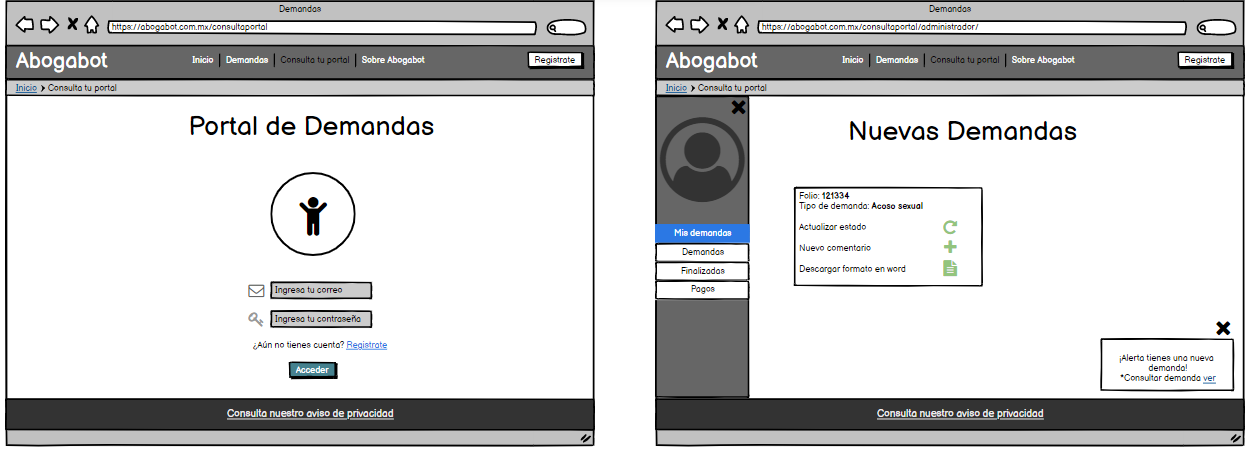 Demandas
https://abogabot.com.mx/consultaportal
Abogabot
Inicio
Demandas
Consulta tu portal
Sobre Abogabot
Registrate
Inicio
Consulta tu portal
Portal de Demandas
Ingresa tu correo
Ingresa tu contraseña
¿Aún no tienes cuenta? Registrate
Acceder
Consulta nuestro aviso de privacidad
Demandas
https://abogabot.com.mx/consultaportal/administrador/
Abogabot
Inicio
Demandas
Consulta tu portal
Sobre Abogabot
Registrate
Inicio
Consulta tu portal
Mis demandas
Demandas
Finalizadas
Pagos
Nuevas Demandas
Folio: 121334
Tipo de demanda: Acoso sexual
Actualizar estado
Nuevo comentario
Descargar formato en word
¡Alerta tienes una nueva
demanda!
*Consultar demanda ver
Consulta nuestro aviso de privacidad